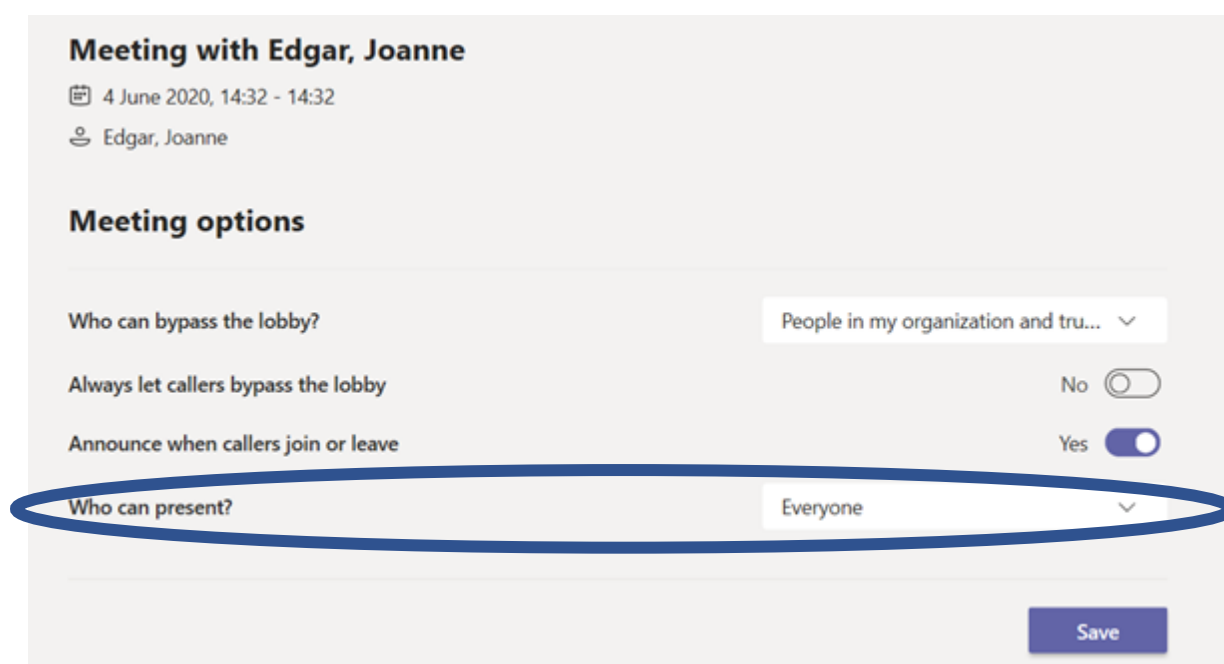 Meeting with Edgar, Joanne
4 June 2020, 14:32 - 14:32
Edgar, Joanne
Meeting options
Who can bypass the lobby? People in my organization and tru...
Always let callers bypass the lobby No
Announce when callers join or leave Yes
Who can present? Everyone
Save